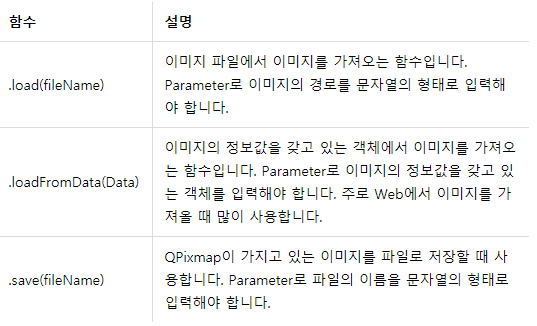 함수
설명
.load(fileName)
이미지 파일에서 이미지를 가져오는 함수입니다.
Parameter로 이미지의 경로를 문자열의 형태로 입력해
야 합니다.
.loadFromData(Data)
이미지의 정보값을 갖고 있는 객체에서 이미지를 가져오
는 함수입니다. Parameter로 이미지의 정보값을 갖고 있
는 객체를 입력해야 합니다. 주로 Web에서 이미지를 가
져올 때 많이 사용합니다.
.save(fileName)
QPixmap이 가지고 있는 이미지를 파일로 저장할 때 사
용합니다. Parameter로 파일의 이름을 문자열의 형태로
입력해야 합니다.